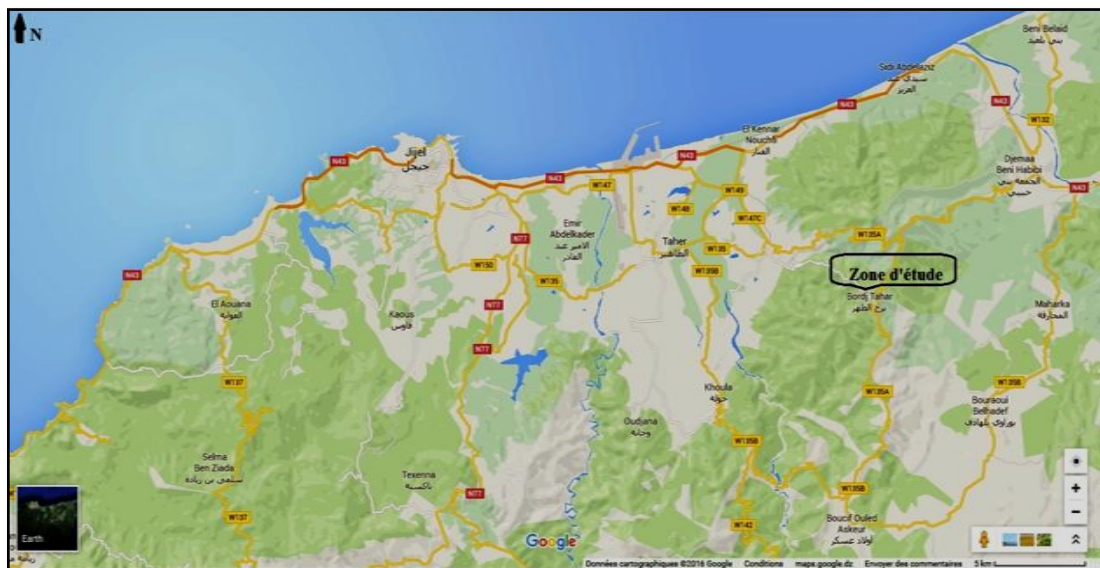 N
Beni Belaid
بني بلعيد
Sidi Abdelaziz
سيدي عبد
العزيز
N43
N43
W132
El Kennar
Nouchfi
القنار
N43
Jijel
جيجل
N43
N43
Djemaa
Beni Habibi
الجمعة بني
حبيبي
N43
W147
W148
W149
W147C
Emir
Abdelkader
الامير عبد
القادر
Taher
الطاهير
W135
W135A
N77
W150
W135
W135B
N43
Zone d'étude
Bordj Tahar
برج الطهر
El Aouana
العوانة
Kaous
قاوس
N77
Maharka
المحارقة
N77
W137
Khoula
خولة
W135A
W135B
Bouraoui
Belhadef
بوراوي بلهادف
Oudjana
وجانة
W135B
Selma
Ben Ziada
سلمى بن زيادة
Texenna
تاكسنة
N77
W135B
W137
W142
Boucif Ouled
Askeur
أولاد عسكر
Earth
Google
Données cartographiques ©2016 Google
Conditions
maps.google.dz
Envoyer des commentaires
5 km